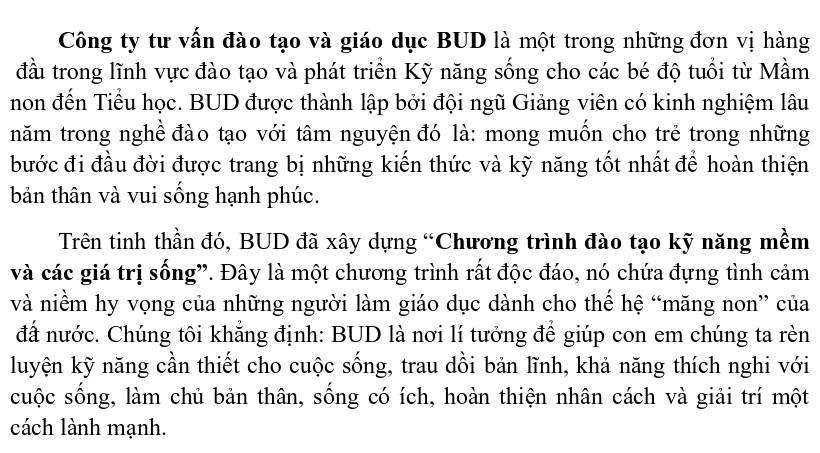 Công ty tư vấn đào tạo và giáo dục BUD là một trong những đơn vị hàng
đầu trong lĩnh vực đào tạo và phát triển Kỹ năng sống cho các bé độ tuổi từ Mầm
non đến Tiểu học. BUD được thành lập bởi đội ngũ Giảng viên có kinh nghiệm lâu
năm trong nghề đào tạo với tâm nguyện đó là: mong muốn cho trẻ trong những
bước đi đầu đời được trang bị những kiến thức và kỹ năng tốt nhất để hoàn thiện
bản thân và vui sống hạnh phúc.
Trên tinh thần đó, BUD đã xây dựng “Chương trình đào tạo kỹ năng mềm
và các giá trị sống”. Đây là một chương trình rất độc đáo, nó chứa đựng tình cảm
và niềm hy vọng của những người làm giáo dục dành cho thế hệ “măng non” của
đất nước. Chúng tôi khẳng định: BUD là nơi lí tưởng để giúp con em chúng ta rèn
luyện kỹ năng cần thiết cho cuộc sống, trau dồi bản lĩnh, khả năng thích nghi với
cuộc sống, làm chủ bản thân, sống có ích, hoàn thiện nhân cách và giải trí một
cách lành mạnh.